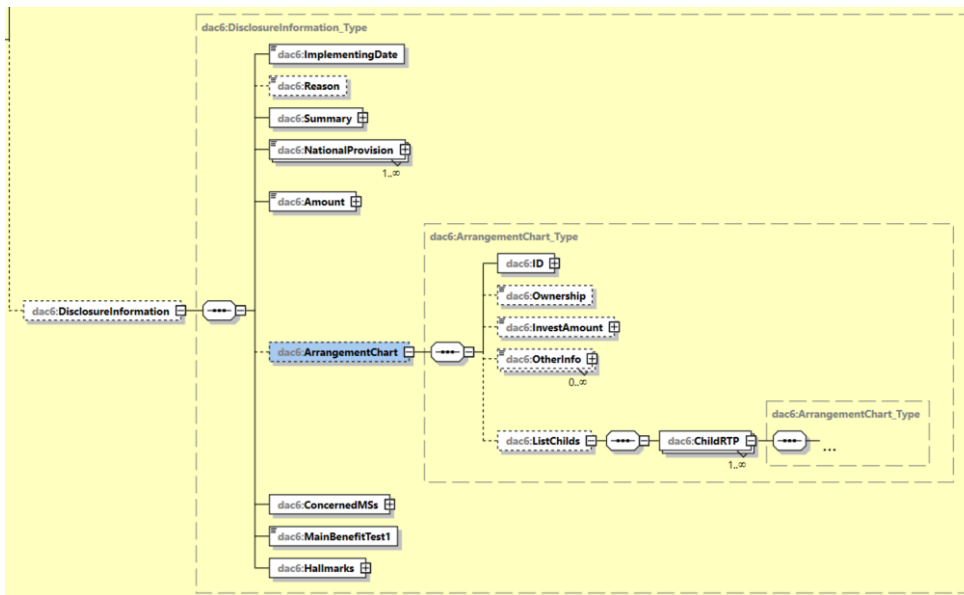 dac6:DisclosureInformation_Type
dac6:ImplementingDate
dac6:Reason
dac6:Summary
dac6:NationalProvision
1..∞
dac6:Amount
dac6:ArrangementChart_Type
dac6:ID
dac6:Ownership
dac6:DisclosureInformation
dac6:InvestAmount
dac6:ArrangementChart
dac6:OtherInfo
0..∞
dac6:ArrangementChart_Type
dac6:ListChilds
dac6:ChildRTP
...
1..∞
dac6:ConcernedMSs
dac6:MainBenefitTest1
dac6:Hallmarks